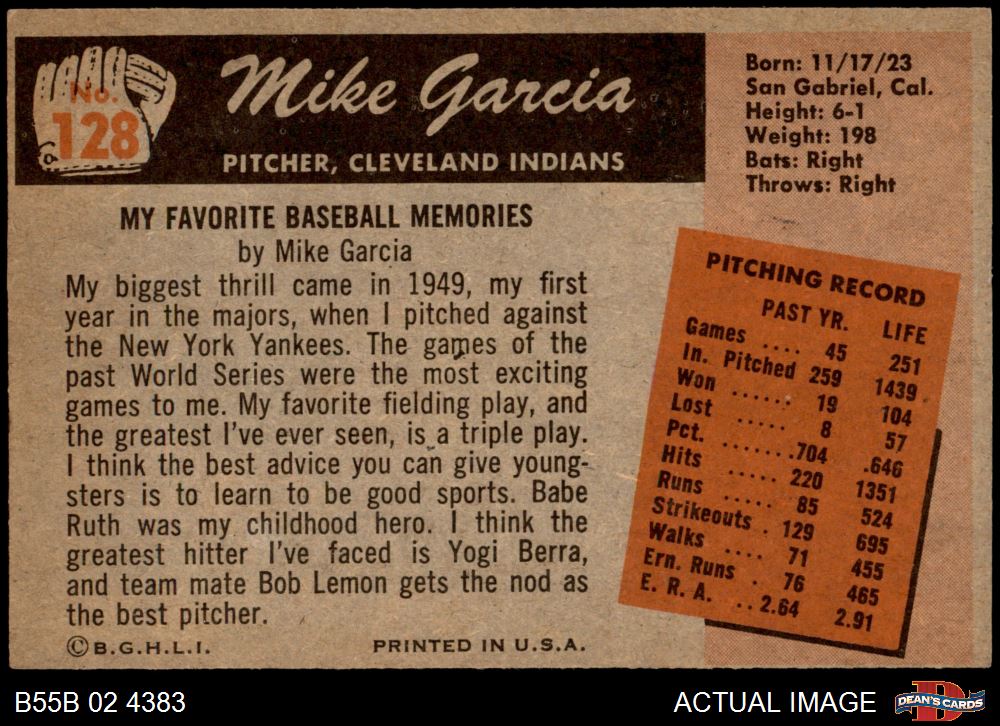 No.
128
Mike Garcia
PITCHER, CLEVELAND INDIANS
Born: 11/17/23
San Gabriel, Cal.
Height: 6-1
Weight: 198
Bats: Right
Throws: Right
MY FAVORITE BASEBALL MEMORIES
by Mike Garcia
My biggest thrill came in 1949, my first
year in the majors, when I pitched against
the New York Yankees. The games of the
past World Series were the most exciting
games to me. My favorite fielding play, and
the greatest I've ever seen, is a triple play.
I think the best advice you can give young-
sters is to learn to be good sports. Babe
Ruth was my childhood hero. I think the
greatest hitter I've faced is Yogi Berra,
and team mate Bob Lemon gets the nod as
the best pitcher.
©B.G.H.L.I. PRINTED IN U.S.A.
PITCHING RECORD
PAST YR. LIFE
Games .... 45 251
In. Pitched 259 1439
Won ...... 19 104
Lost ..... 8 57
Pct. ......704 .646
Hits ..... 220 1351
Runs ..... 85 524
Strikeouts . 129 695
Walks .... 71 455
Ern. Runs . 76 465
E. R. A. ..2.64 2.91
B55B 02 4383
ACTUAL IMAGE
D
DEAN'S CARDS